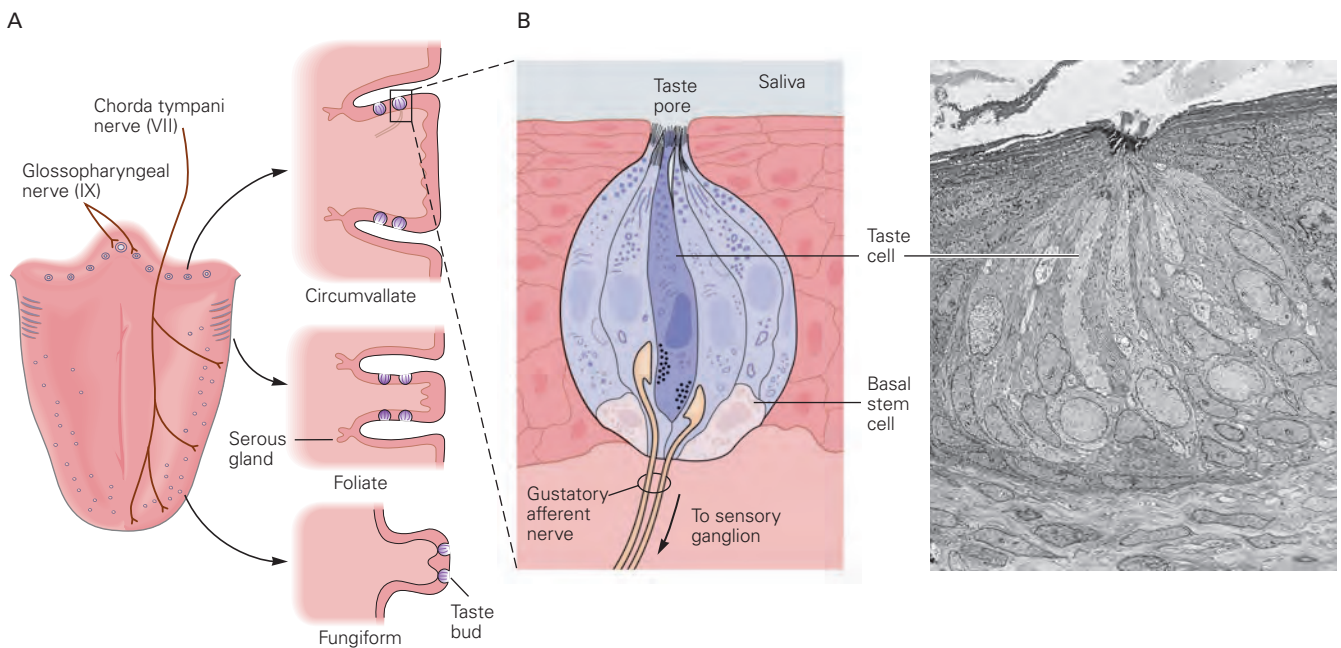 A
B
Chorda tympani
nerve (VII)
Glossopharyngeal
nerve (IX)
Circumvallate
Serous
gland
Foliate
Fungiform
Taste
bud
Taste
pore
Saliva
Taste
cell
Basal
stem
cell
Gustatory
afferent
nerve
To sensory
ganglion